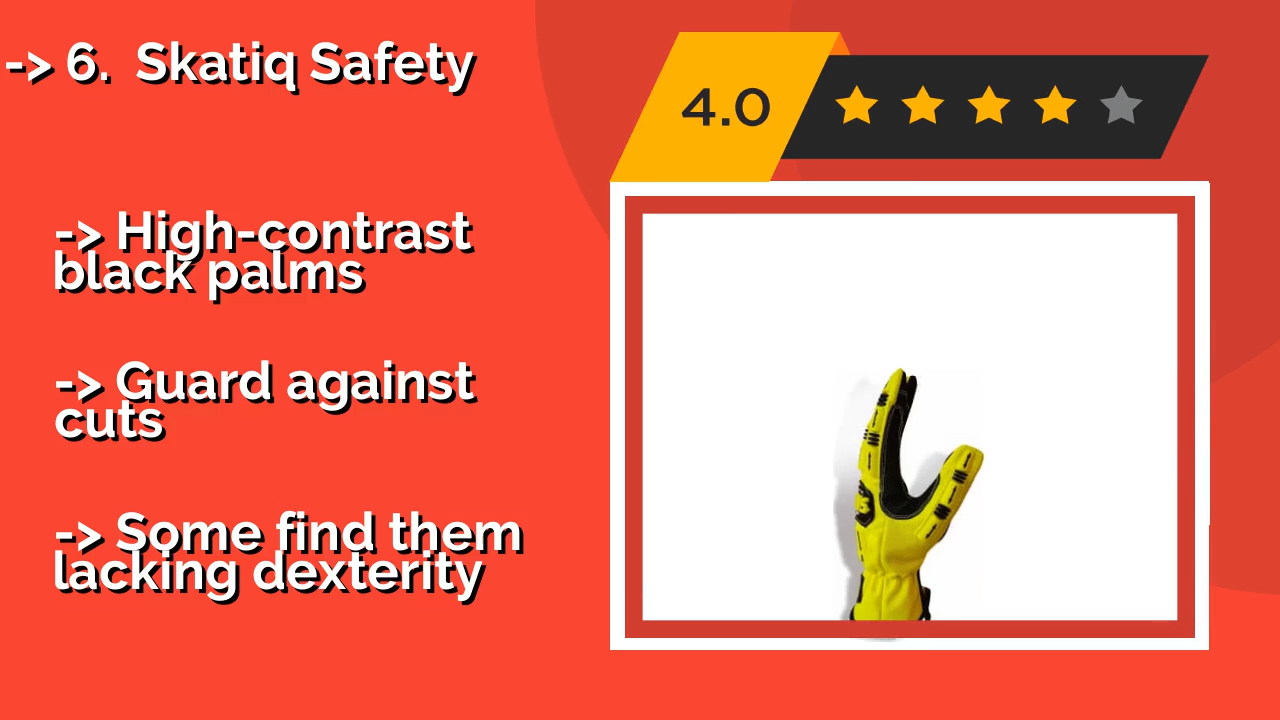 -> 6. Skatiq Safety
4.0
-> High-contrast
black palms
-> Guard against
cuts
-> Some find them
lacking dexterity